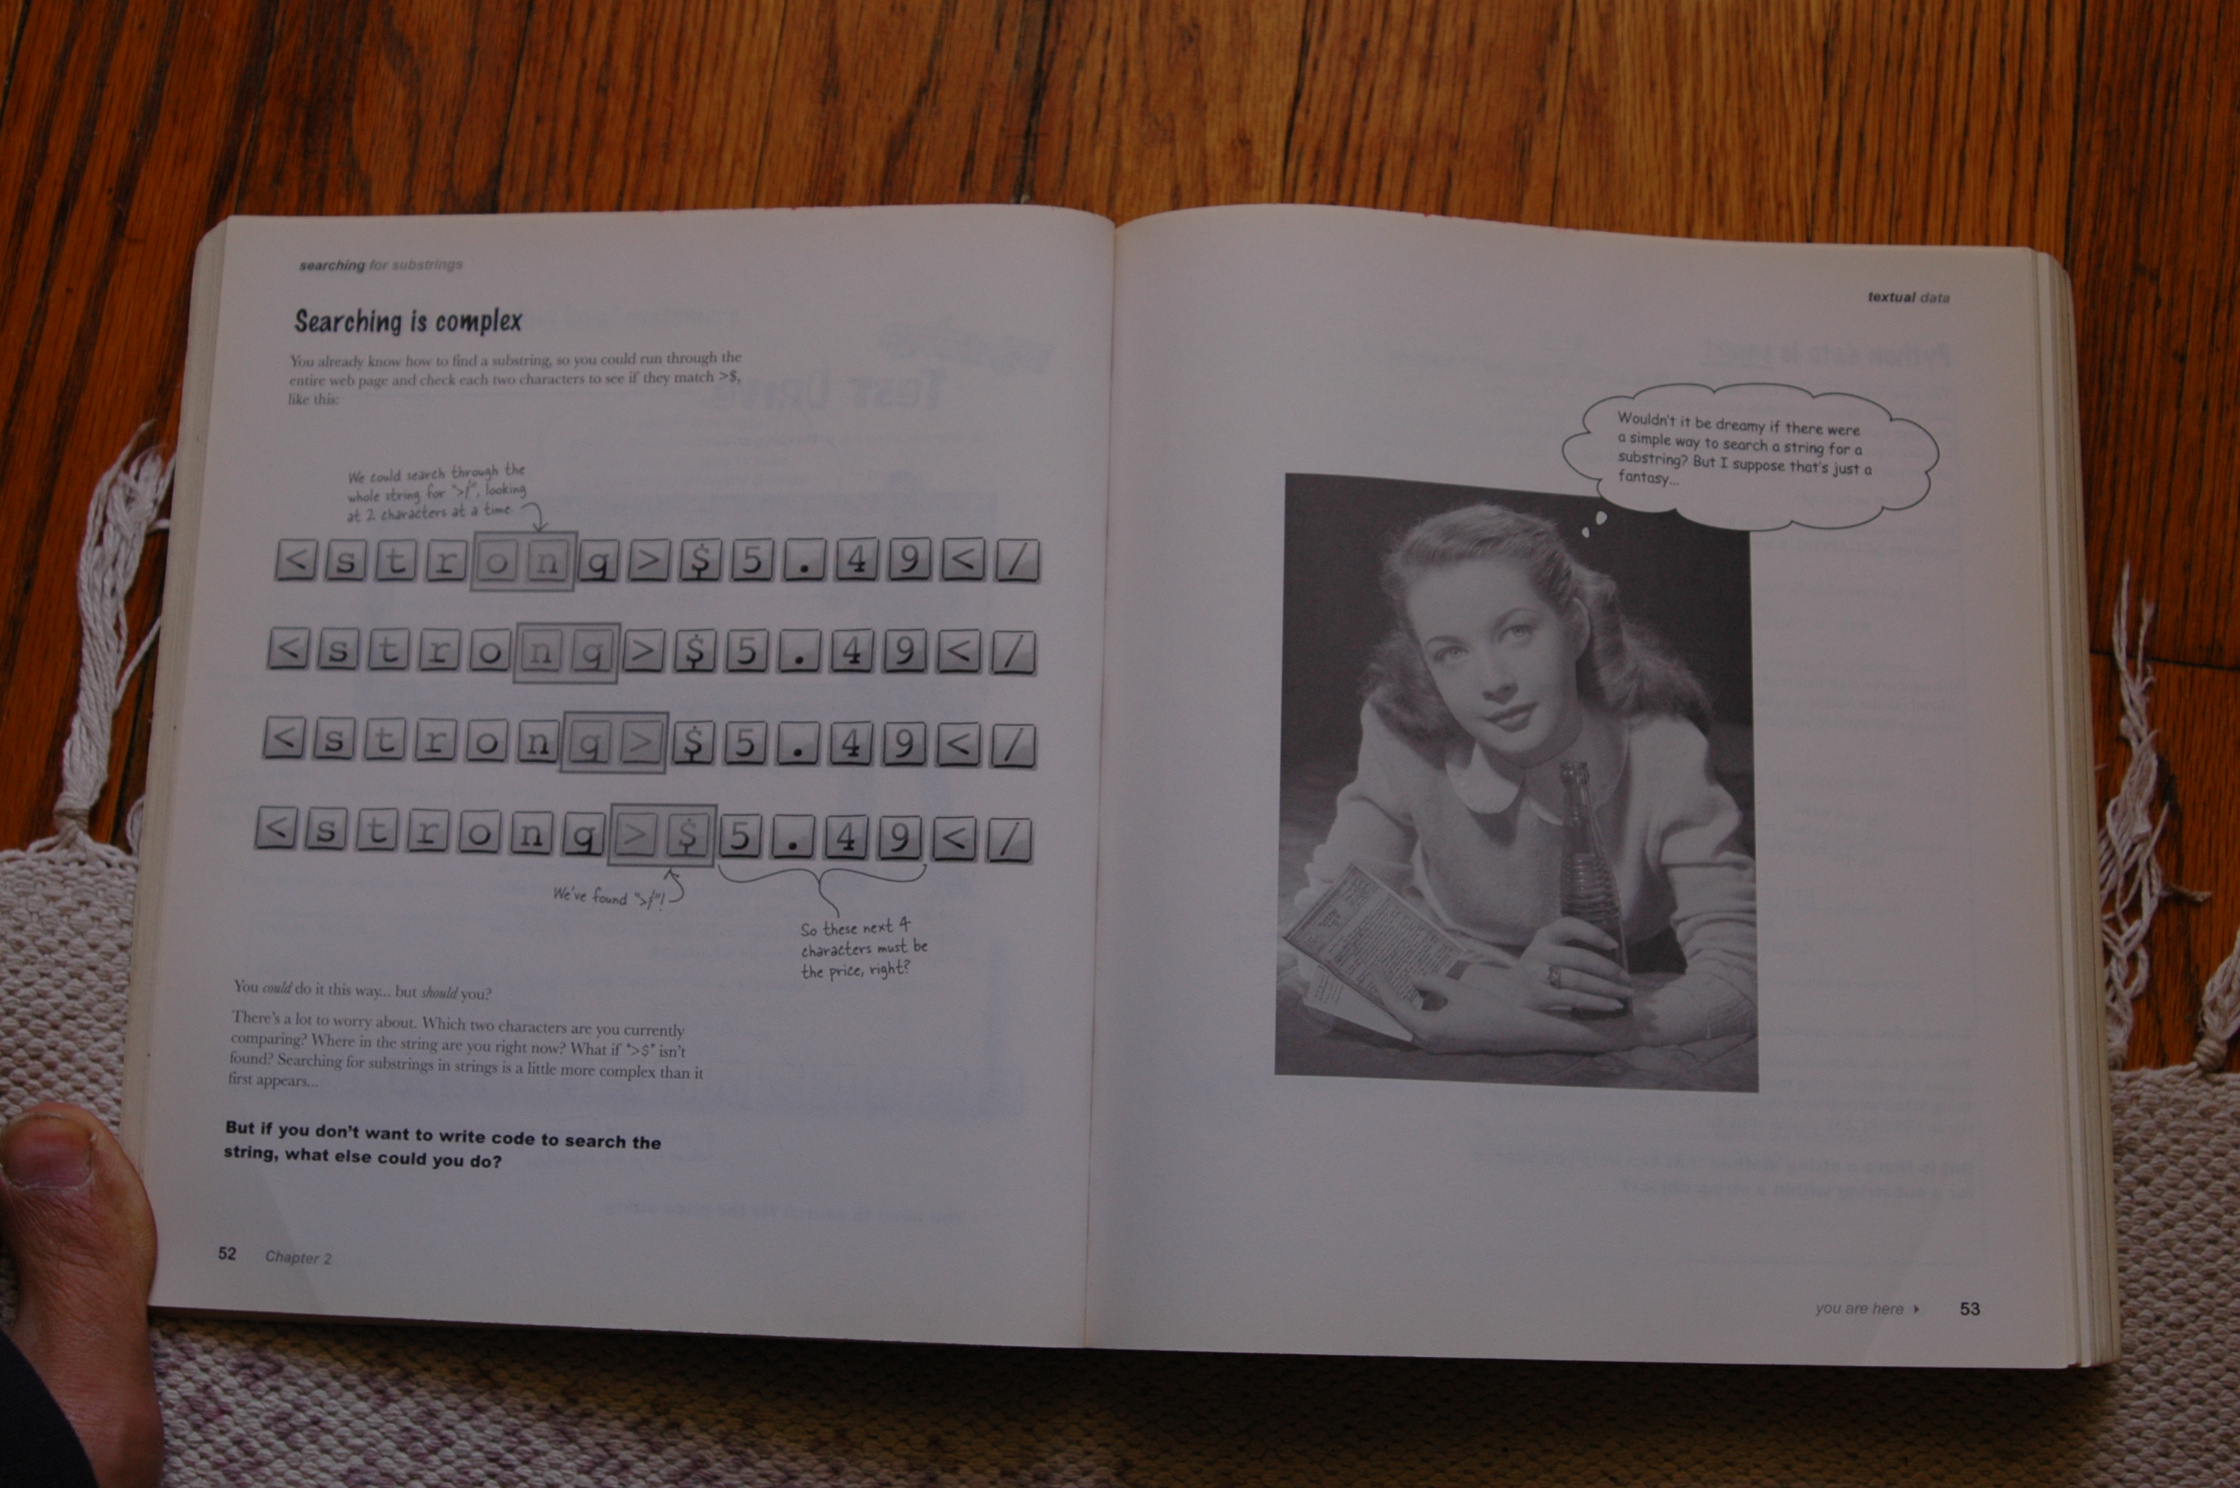 searching for substrings
Searching is complex
You already know how to find a substring, so you could run through the
entire web page and check each two characters to see if they match >$,
like this:
We could search through the
whole string for ">$", looking
at 2 characters at a time.
<strong>$5.49</
<strong>$5.49</
<strong>$5.49</
<strong>$5.49</
We've found ">$"!
So these next 4
characters must be
the price, right?
You could do it this way... but should you?
There's a lot to worry about. Which two characters are you currently
comparing? Where in the string are you right now? What if ">$" isn't
found? Searching for substrings in strings is a little more complex than it
first appears...
But if you don't want to write code to search the
string, what else could you do?
52 Chapter 2
textual data
Wouldn't it be dreamy if there were
a simple way to search a string for a
substring? But I suppose that's just a
fantasy...
you are here ▸ 53